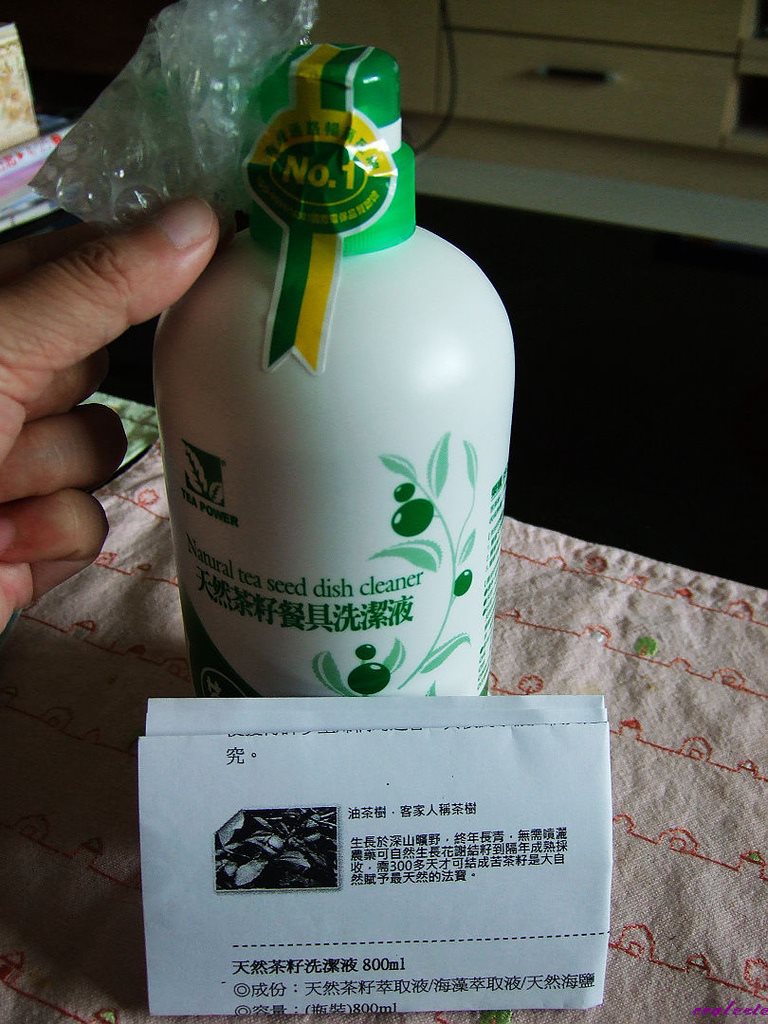 No.1
TEA POWER
Natural tea seed dish cleaner
天然茶籽餐具洗潔液
究。
油茶樹．客家人稱茶樹
生長於深山曠野，終年長青，無需噴灑
農藥可自然生長花謝結籽到隔年成熟採
收，需300多天才可結成苦茶籽是大自
然賦予最天然的法寶。
天然茶籽洗潔液 800ml
◎成份：天然茶籽萃取液/海藻萃取液/天然海鹽
◎容量：(瓶裝)800ml